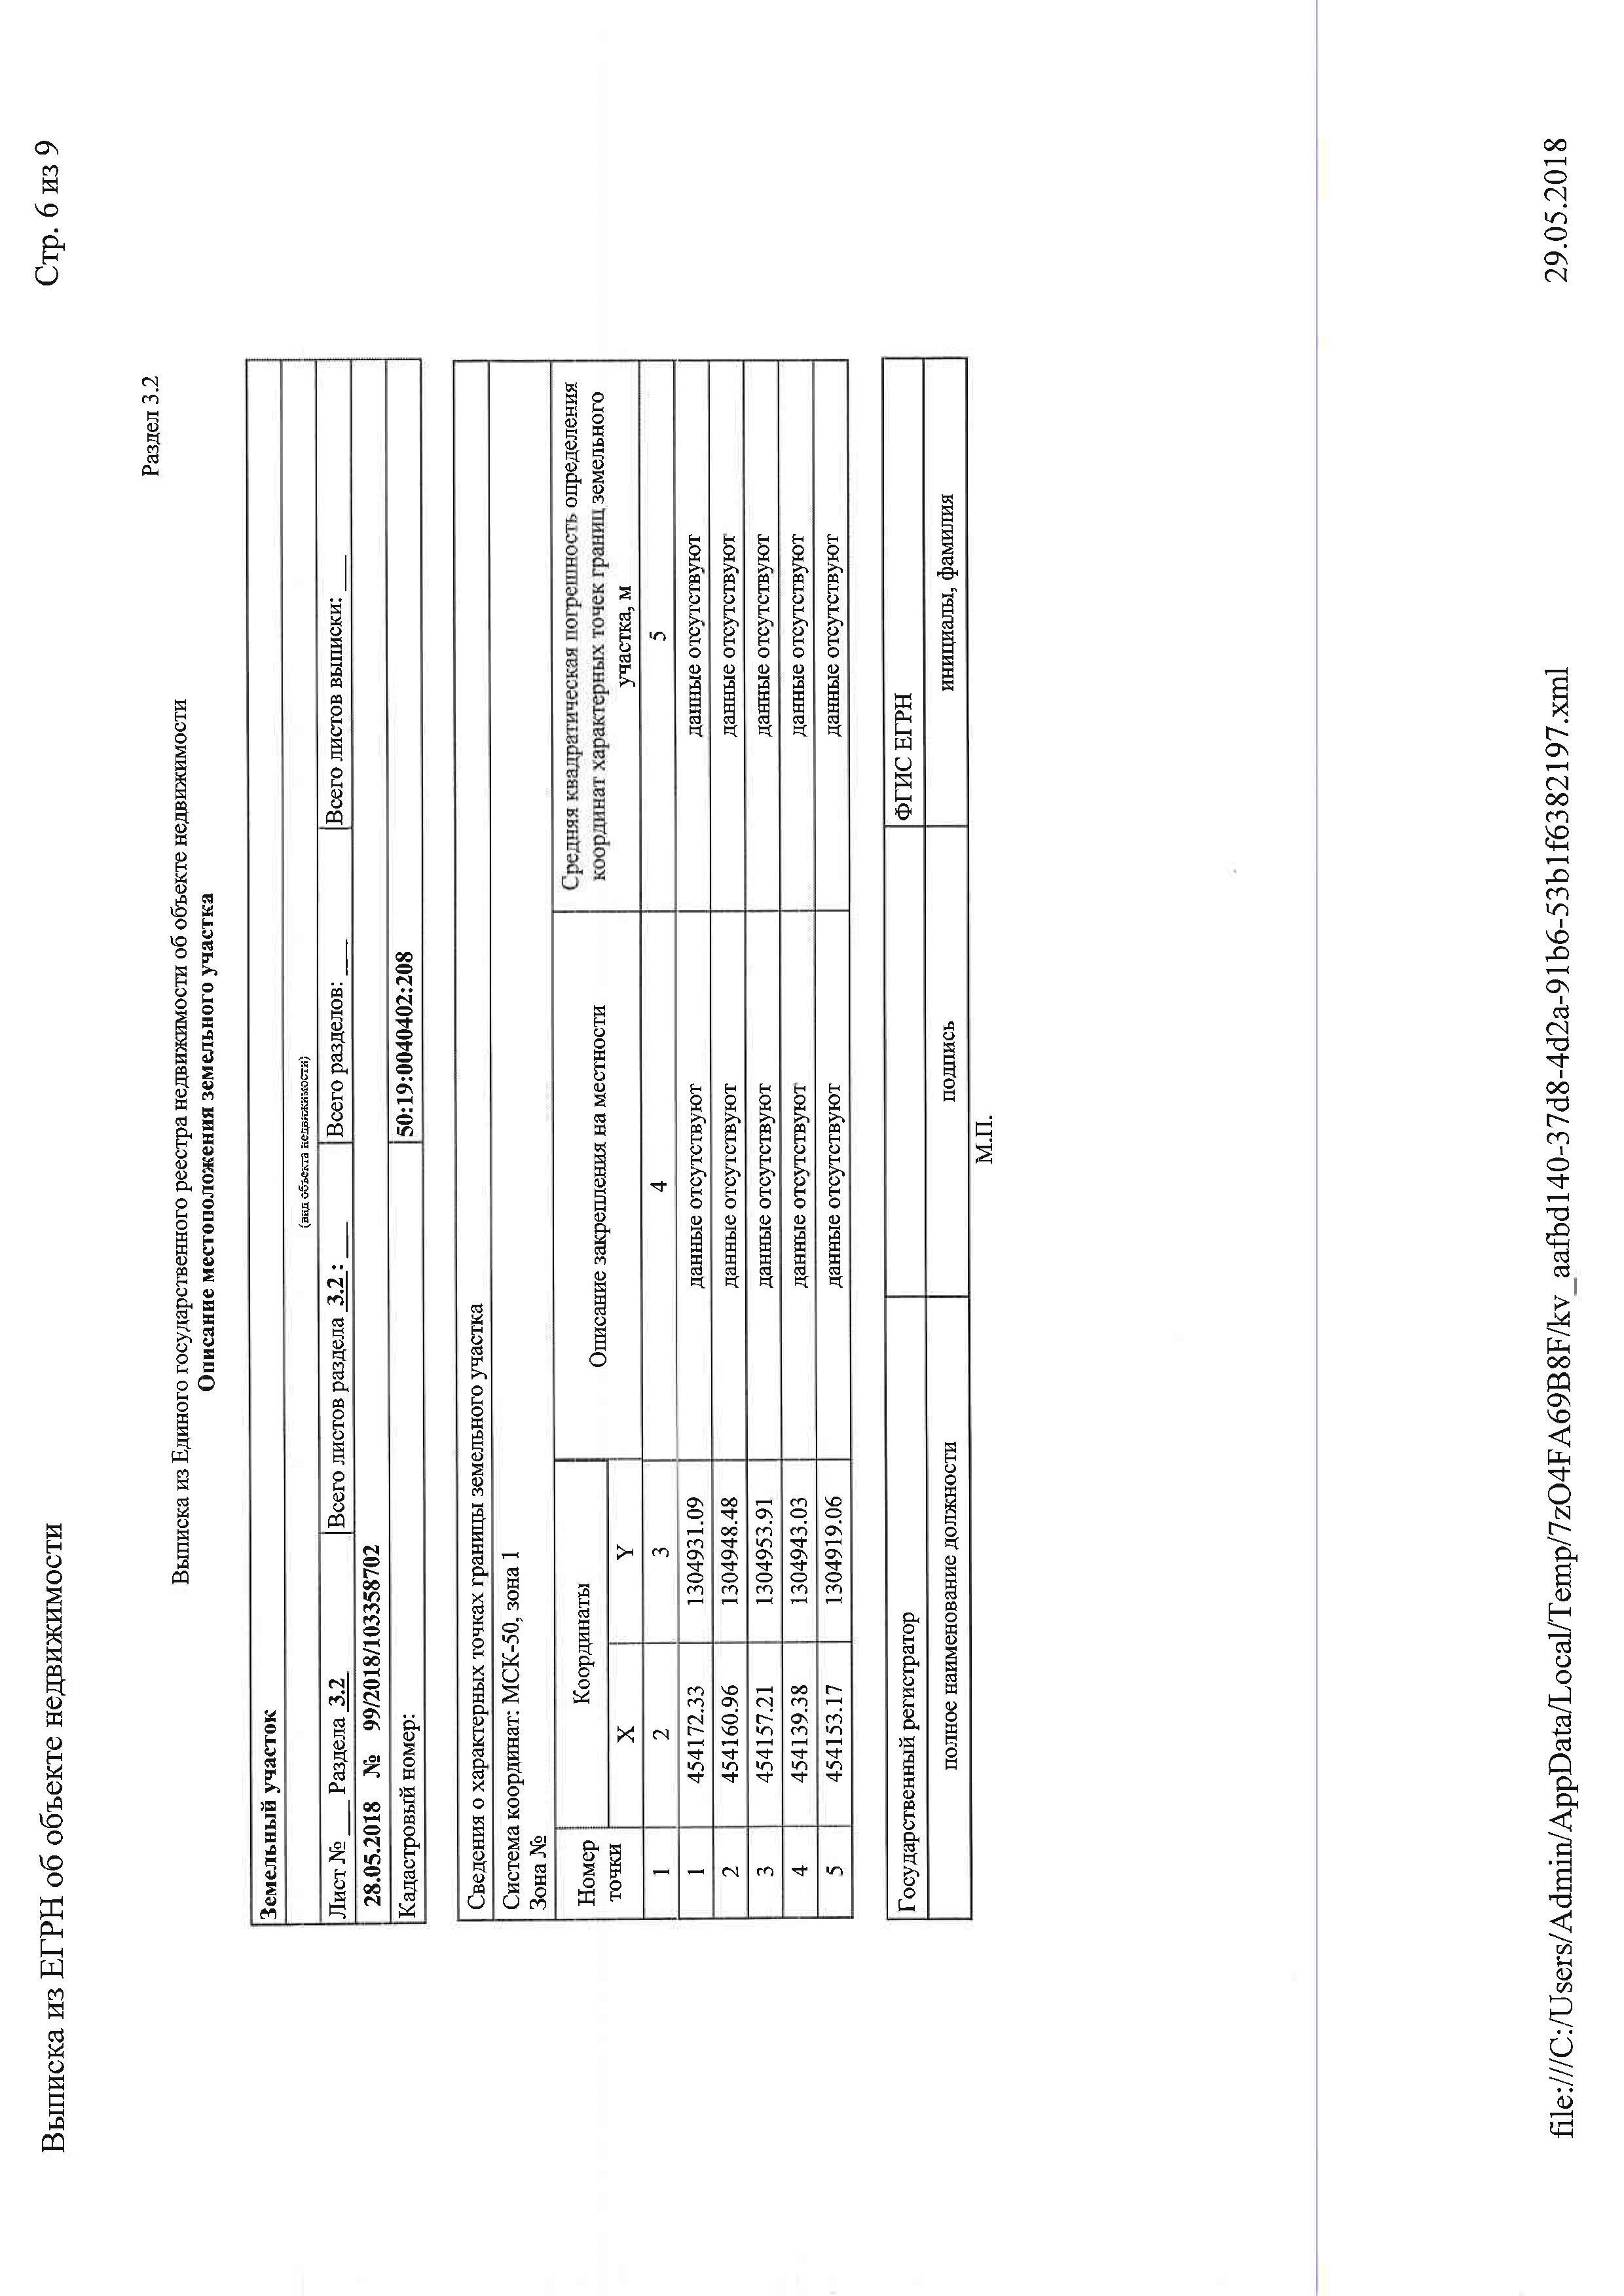 Выписка из ЕГРН об объекте недвижимости
Стр. 6 из 9
Раздел 3.2
Выписка из Единого государственного реестра недвижимости об объекте недвижимости
Описание местоположения земельного участка
Земельный участок
(вид объекта недвижимости)
Лист № ___ Раздела 3.2 Всего листов раздела 3.2 : ___ Всего разделов: ___ Всего листов выписки: ___
28.05.2018 № 99/2018/103358702
Кадастровый номер: 50:19:0040402:208
Сведения о характерных точках границы земельного участка
Система координат: МСК-50, зона 1
Зона №
Номер точки
Координаты
X
Y
Описание закрепления на местности
Средняя квадратическая погрешность определения
координат характерных точек границ земельного
участка, м
1 2 3 4 5
1 454172.33 1304931.09 данные отсутствуют данные отсутствуют
2 454160.96 1304948.48 данные отсутствуют данные отсутствуют
3 454157.21 1304953.91 данные отсутствуют данные отсутствуют
4 454139.38 1304943.03 данные отсутствуют данные отсутствуют
5 454153.17 1304919.06 данные отсутствуют данные отсутствуют
Государственный регистратор ФГИС ЕГРН
полное наименование должности подпись инициалы, фамилия
М.П.
file:///C:/Users/Admin/AppData/Local/Temp/7zO4FA69B8F/kv_aafbd140-37d8-4d2a-91b6-53b1f6382197.xml
29.05.2018